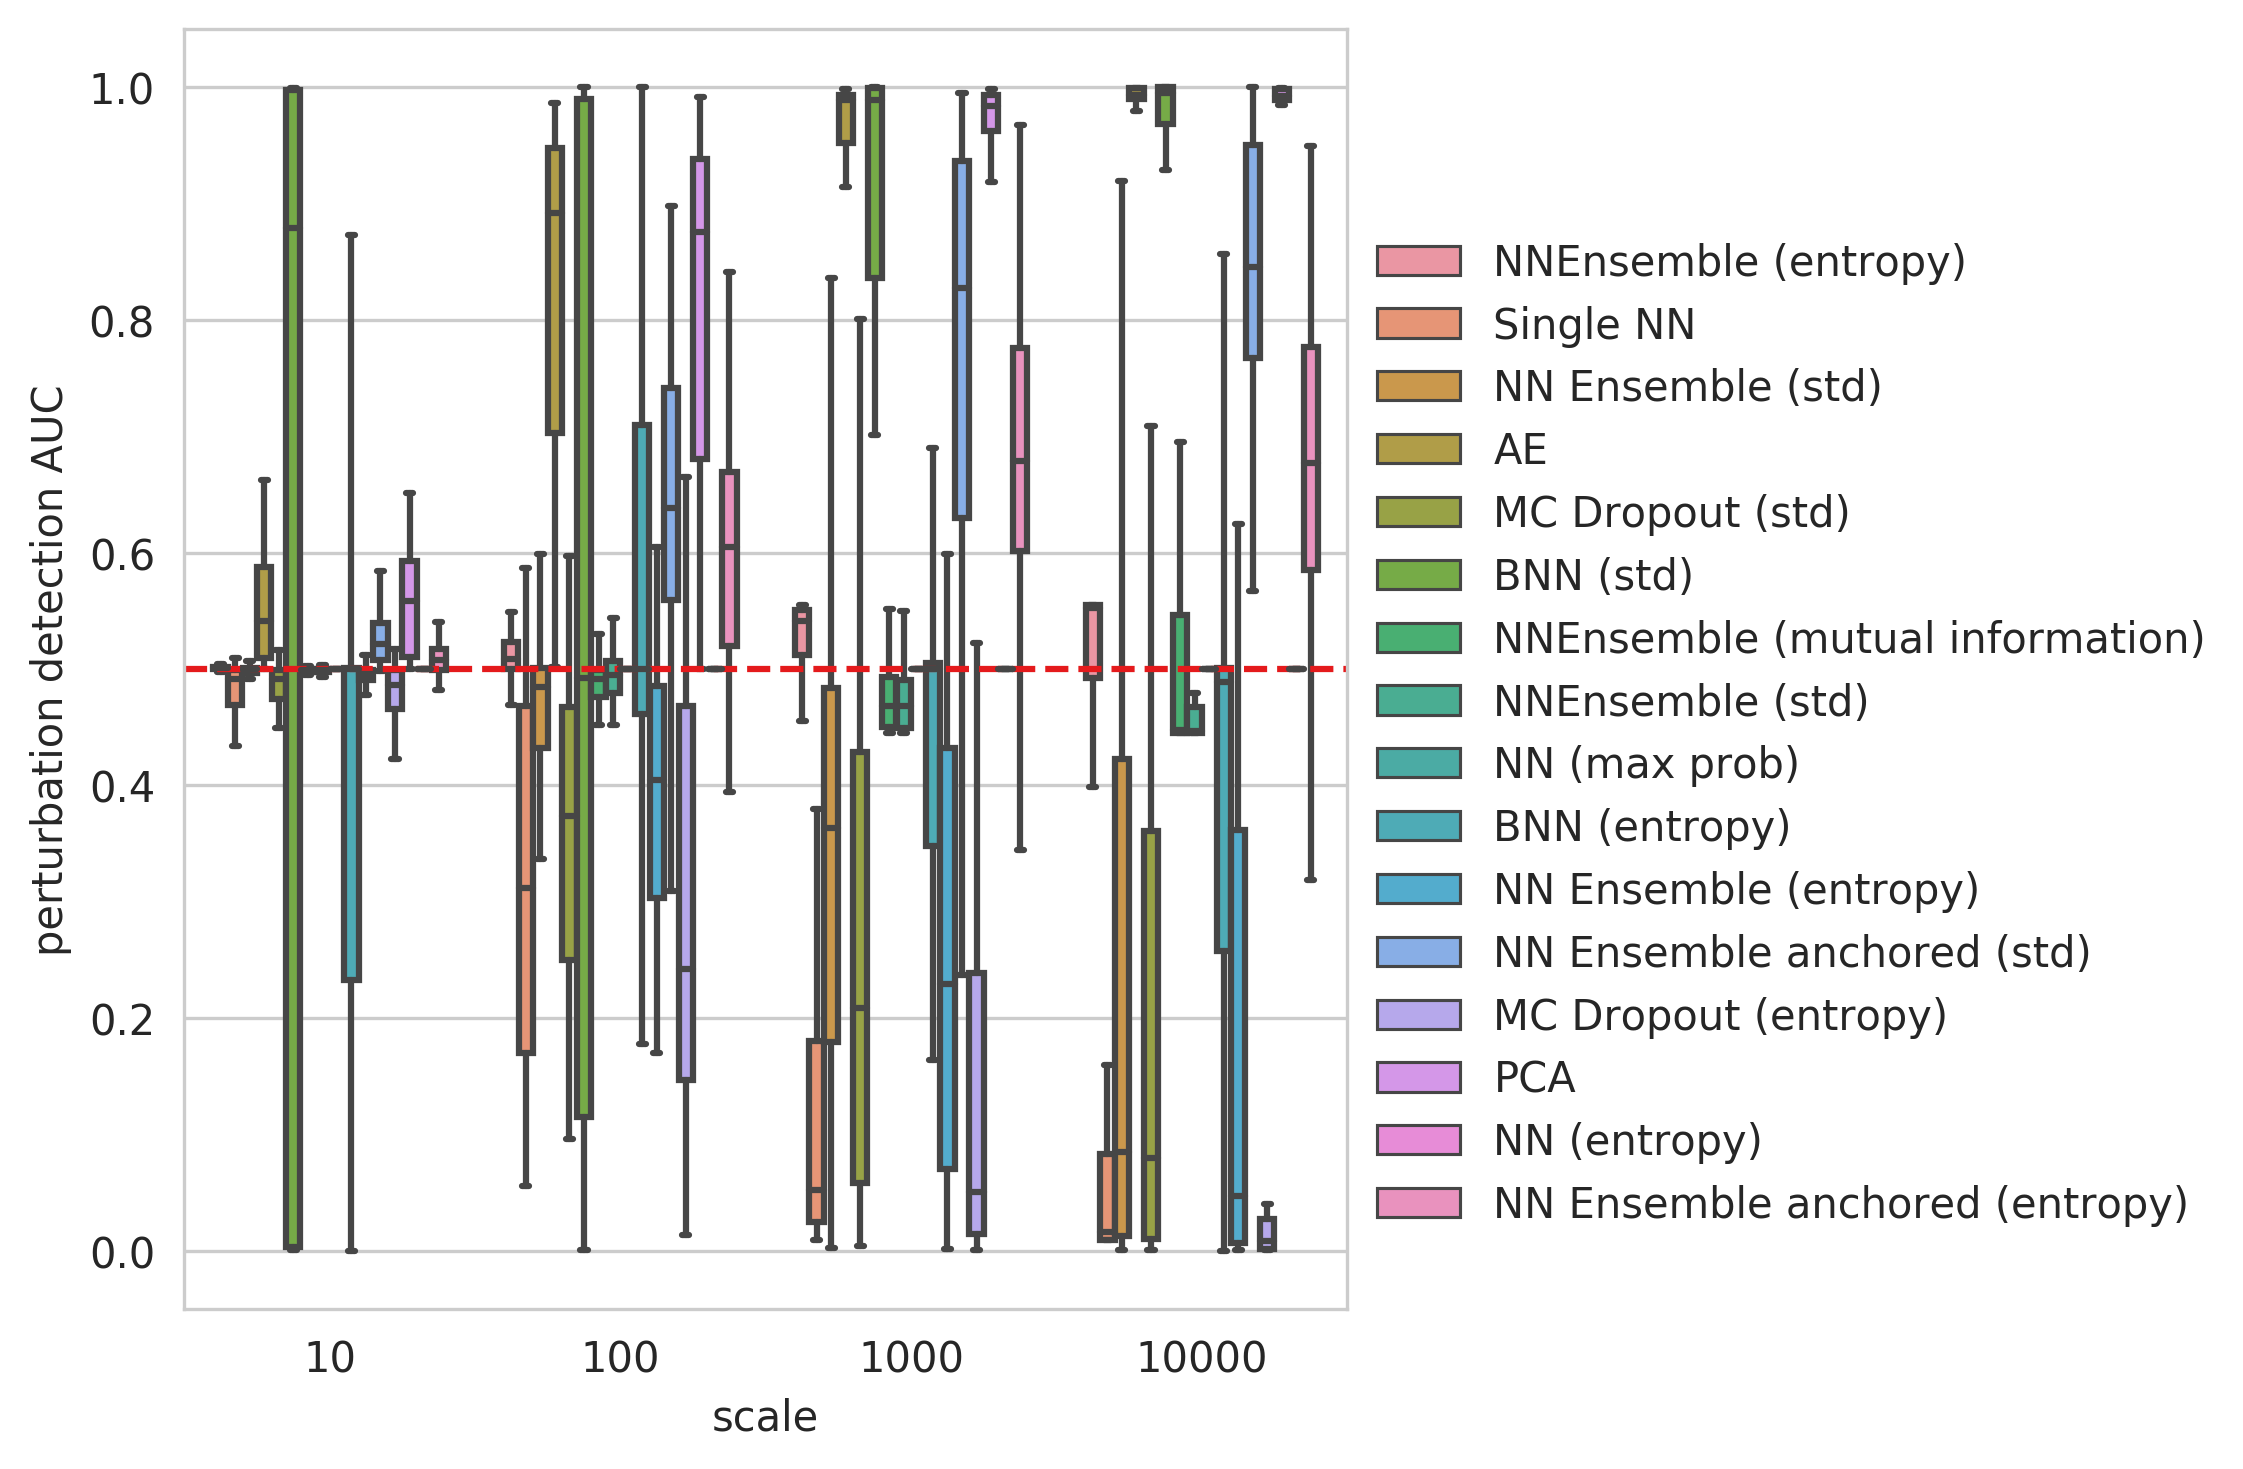 1.0
0.8
0.6
0.4
0.2
0.0
perturbation detection AUC
10 100 1000 10000
scale
NNEnsemble (entropy)
Single NN
NN Ensemble (std)
AE
MC Dropout (std)
BNN (std)
NNEnsemble (mutual information)
NNEnsemble (std)
NN (max prob)
BNN (entropy)
NN Ensemble (entropy)
NN Ensemble anchored (std)
MC Dropout (entropy)
PCA
NN (entropy)
NN Ensemble anchored (entropy)